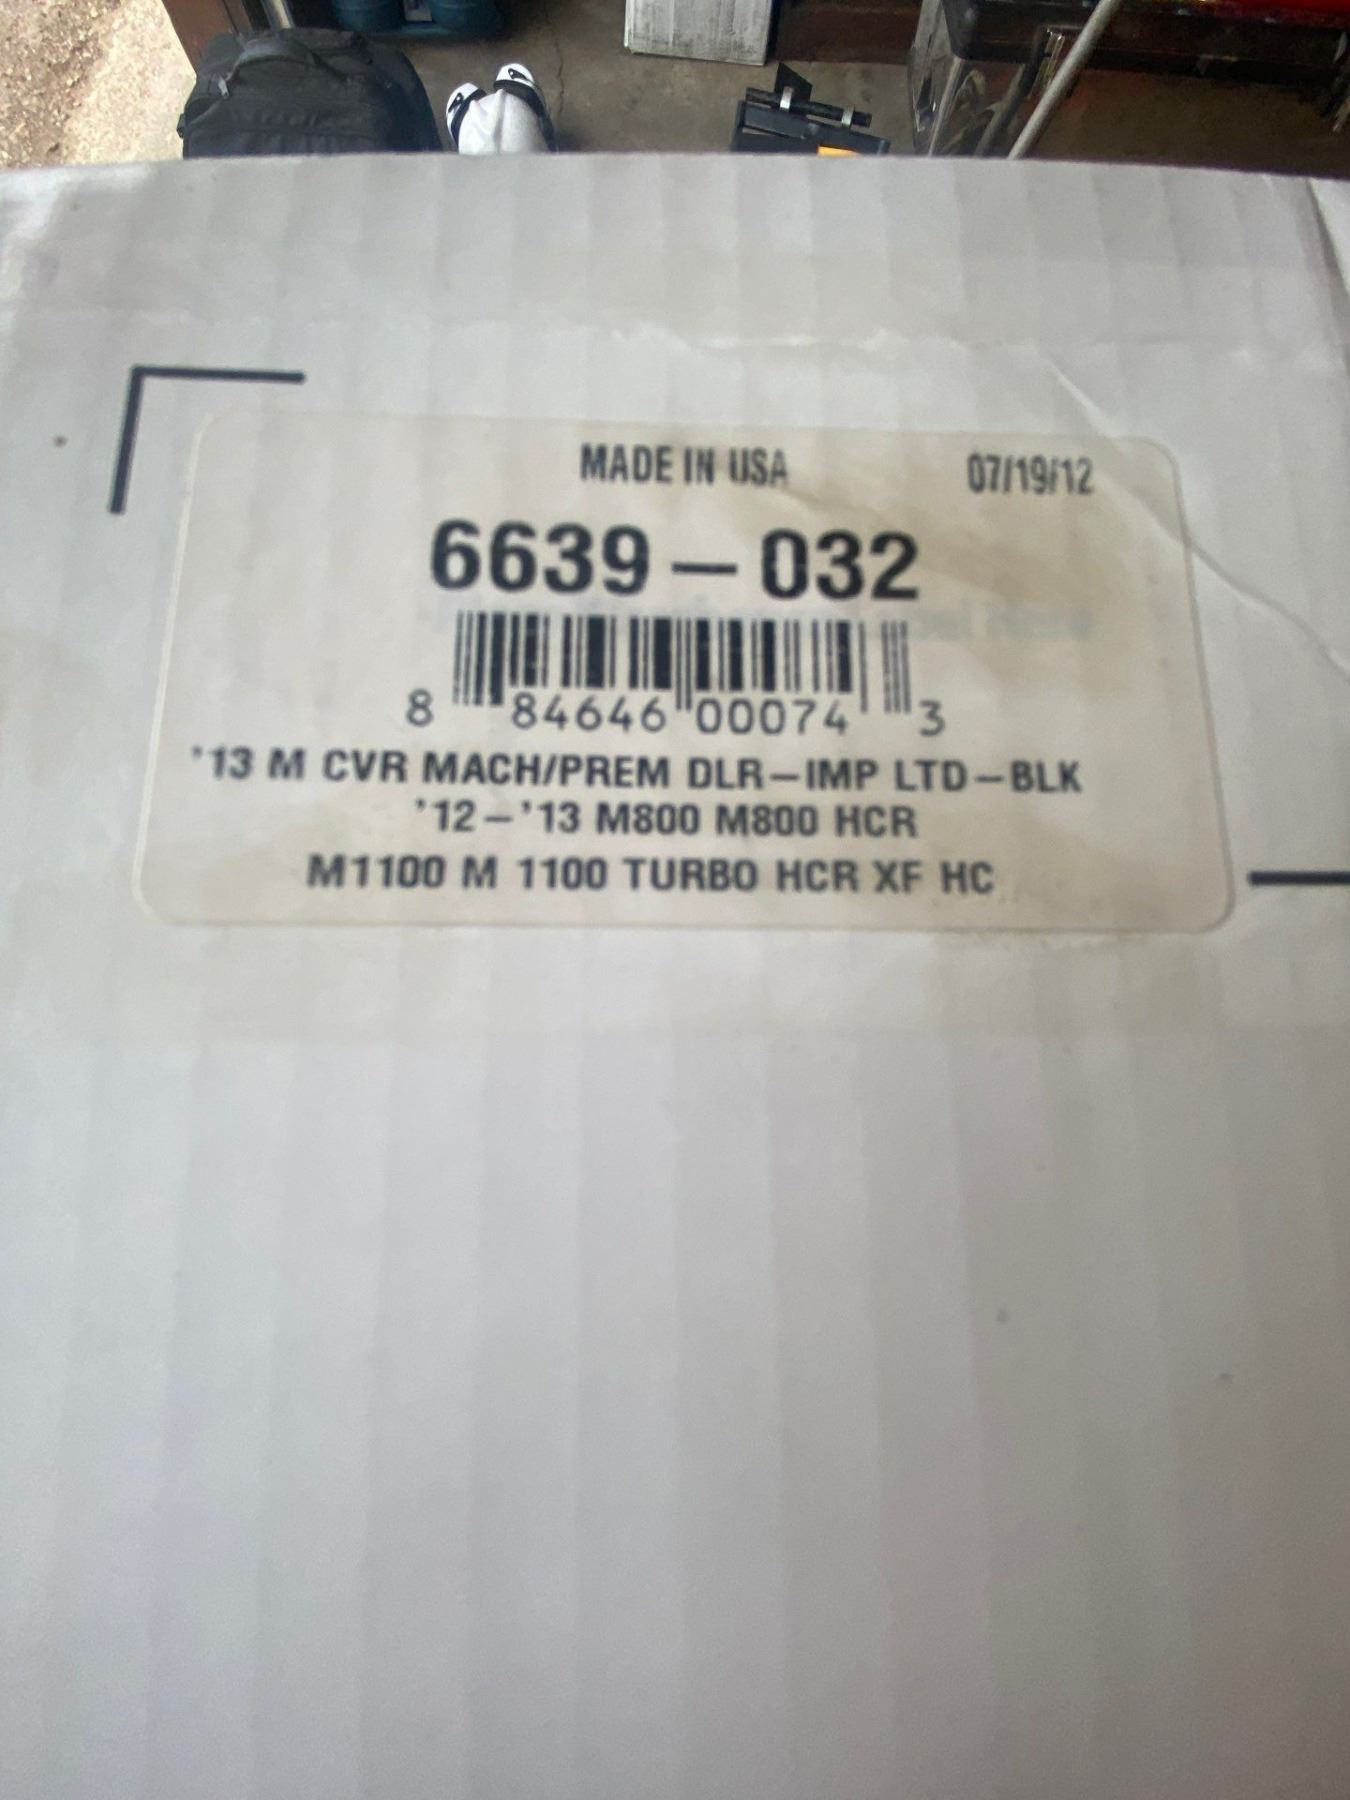 MADE IN USA 07/19/12
6639-032
8 84646 00074 3
'13 M CVR MACH/PREM DLR-IMP LTD-BLK
'12-'13 M800 M800 HCR
M1100 M 1100 TURBO HCR XF HC